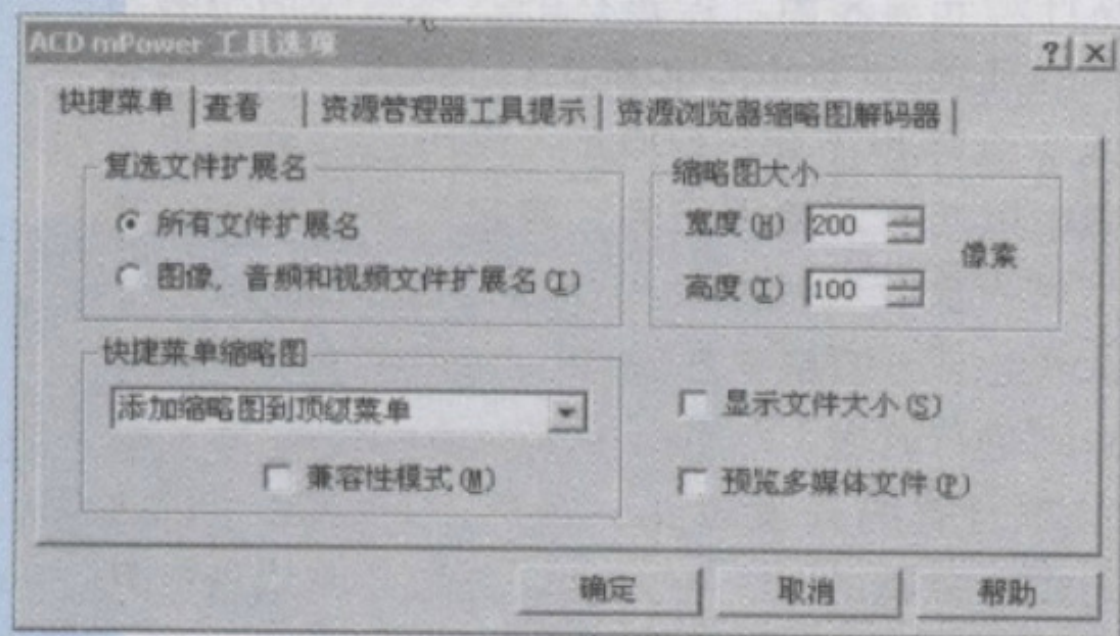 ACD mPower 工具选项
快捷菜单 查看 资源管理器工具提示 资源浏览器缩略图解码器
复选文件扩展名
所有文件扩展名
图像，音频和视频文件扩展名(I)
缩略图大小
宽度(H) 200
高度(I) 100
像素
快捷菜单缩略图
添加缩略图到顶级菜单
兼容性模式(M)
显示文件大小(S)
预览多媒体文件(P)
确定 取消 帮助